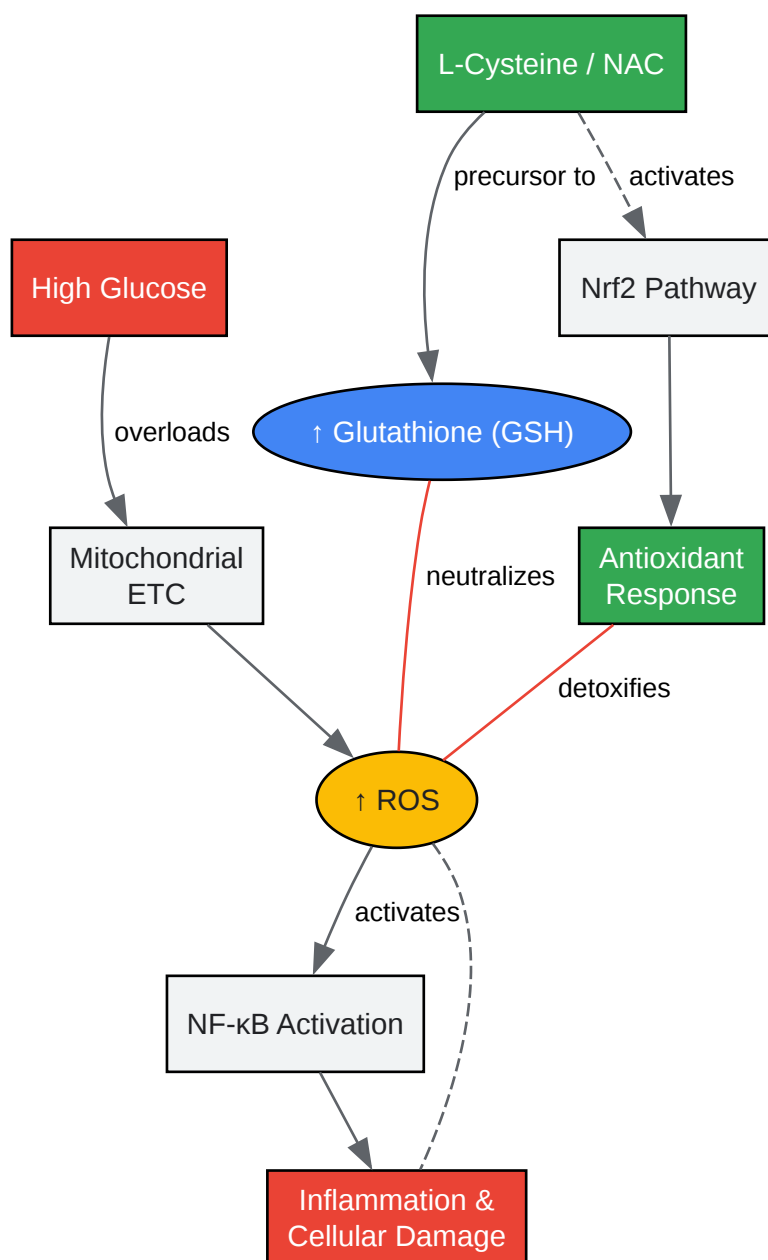 L-Cysteine / NAC
precursor to
activates
High Glucose
Nrf2 Pathway
overloads
↑ Glutathione (GSH)
Mitochondrial
ETC
neutralizes
Antioxidant
Response
detoxifies
↑ ROS
activates
NF-κB Activation
Inflammation &
Cellular Damage